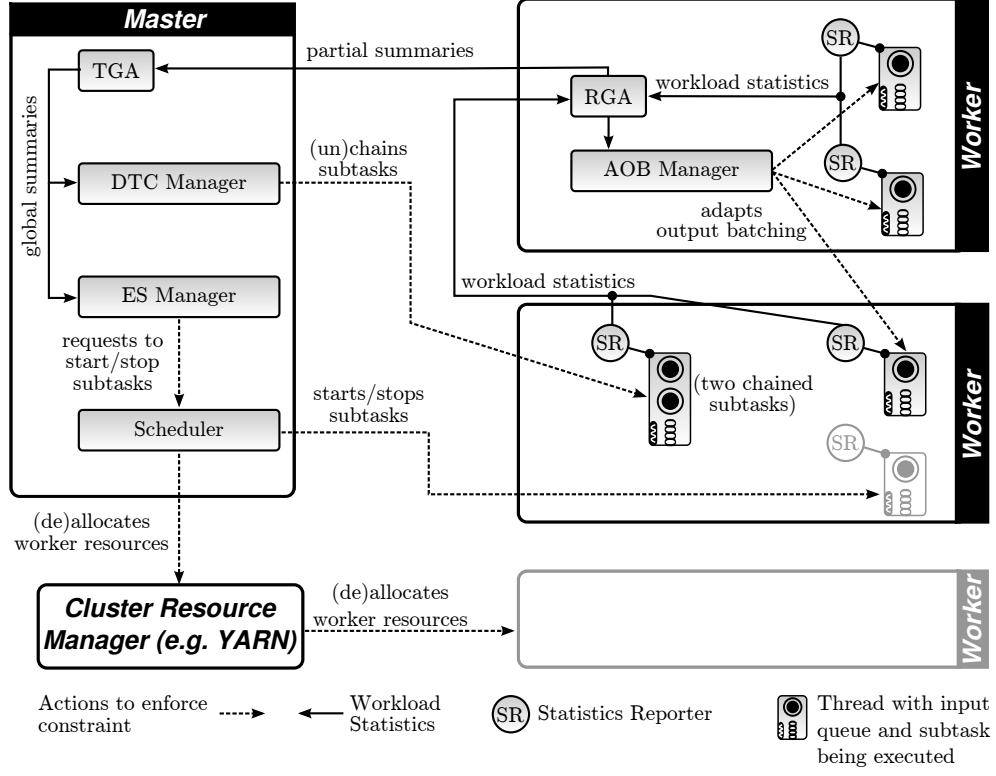 Master
TGA
global summaries
DTC Manager
ES Manager
requests to
start/stop
subtasks
Scheduler
partial summaries
(un)chains
subtasks
starts/stops
subtasks
Worker
SR
workload statistics
RGA
AOB Manager
SR
adapts
output batching
workload statistics
Worker
SR
SR
(two chained
subtasks)
SR
(de)allocates
worker resources
Cluster Resource
Manager (e.g. YARN)
(de)allocates
worker resources
Worker
Actions to enforce
constraint
Workload
Statistics
SR
Statistics Reporter
Thread with input
queue and subtask
being executed